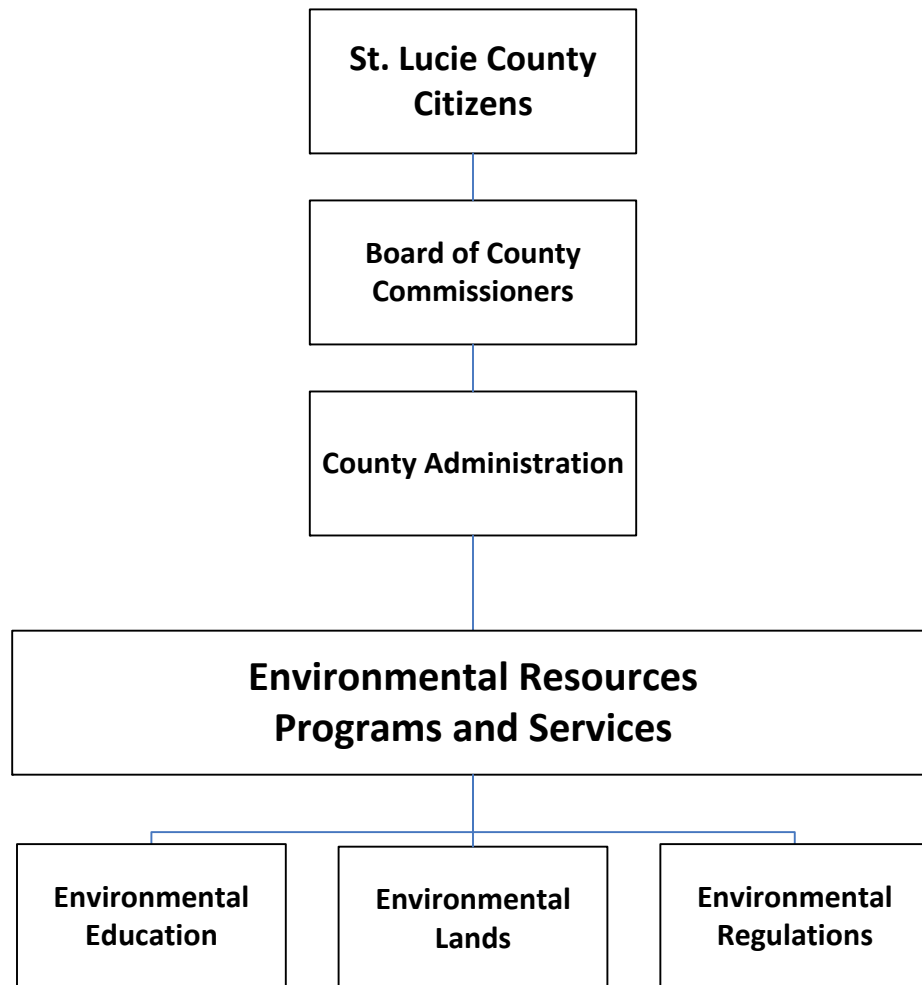 St. Lucie County
Citizens
Board of County
Commissioners
County Administration
Environmental Resources
Programs and Services
Environmental
Education
Environmental
Lands
Environmental
Regulations